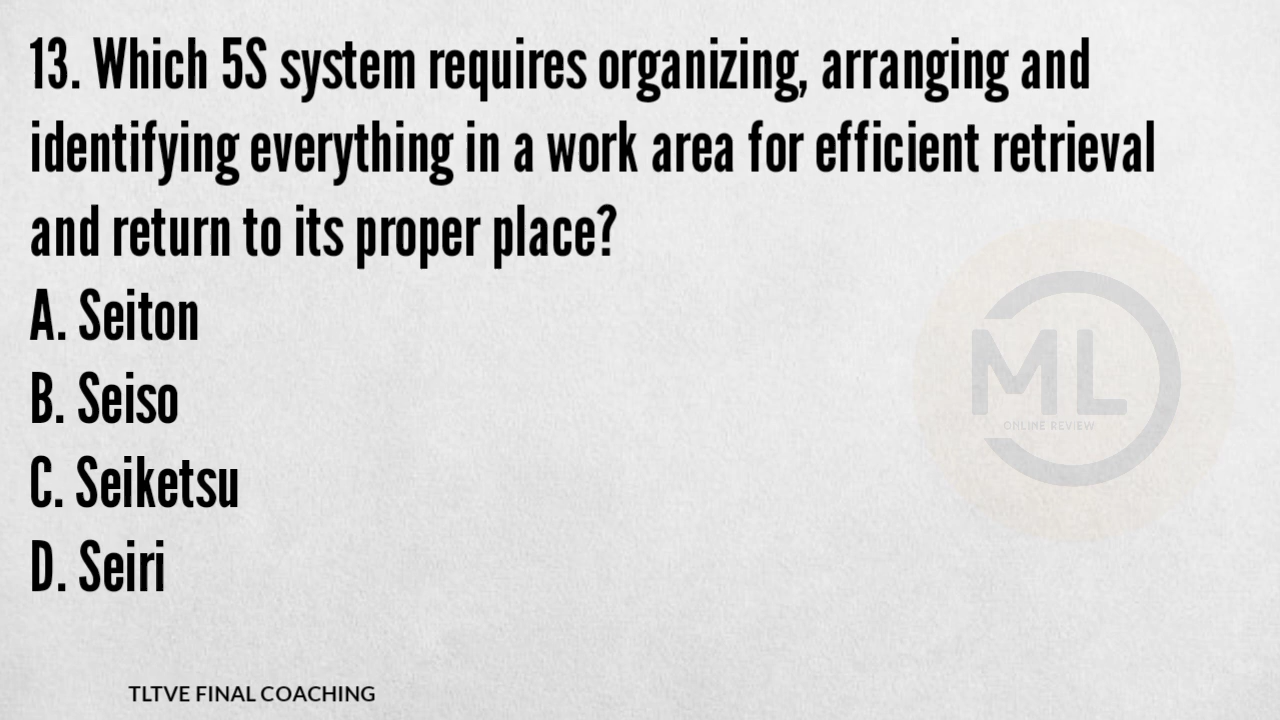 13. Which 5S system requires organizing, arranging and
identifying everything in a work area for efficient retrieval
and return to its proper place?
A. Seiton
B. Seiso
C. Seiketsu
D. Seiri
ML
ONLINE REVIEW
TLTVE FINAL COACHING